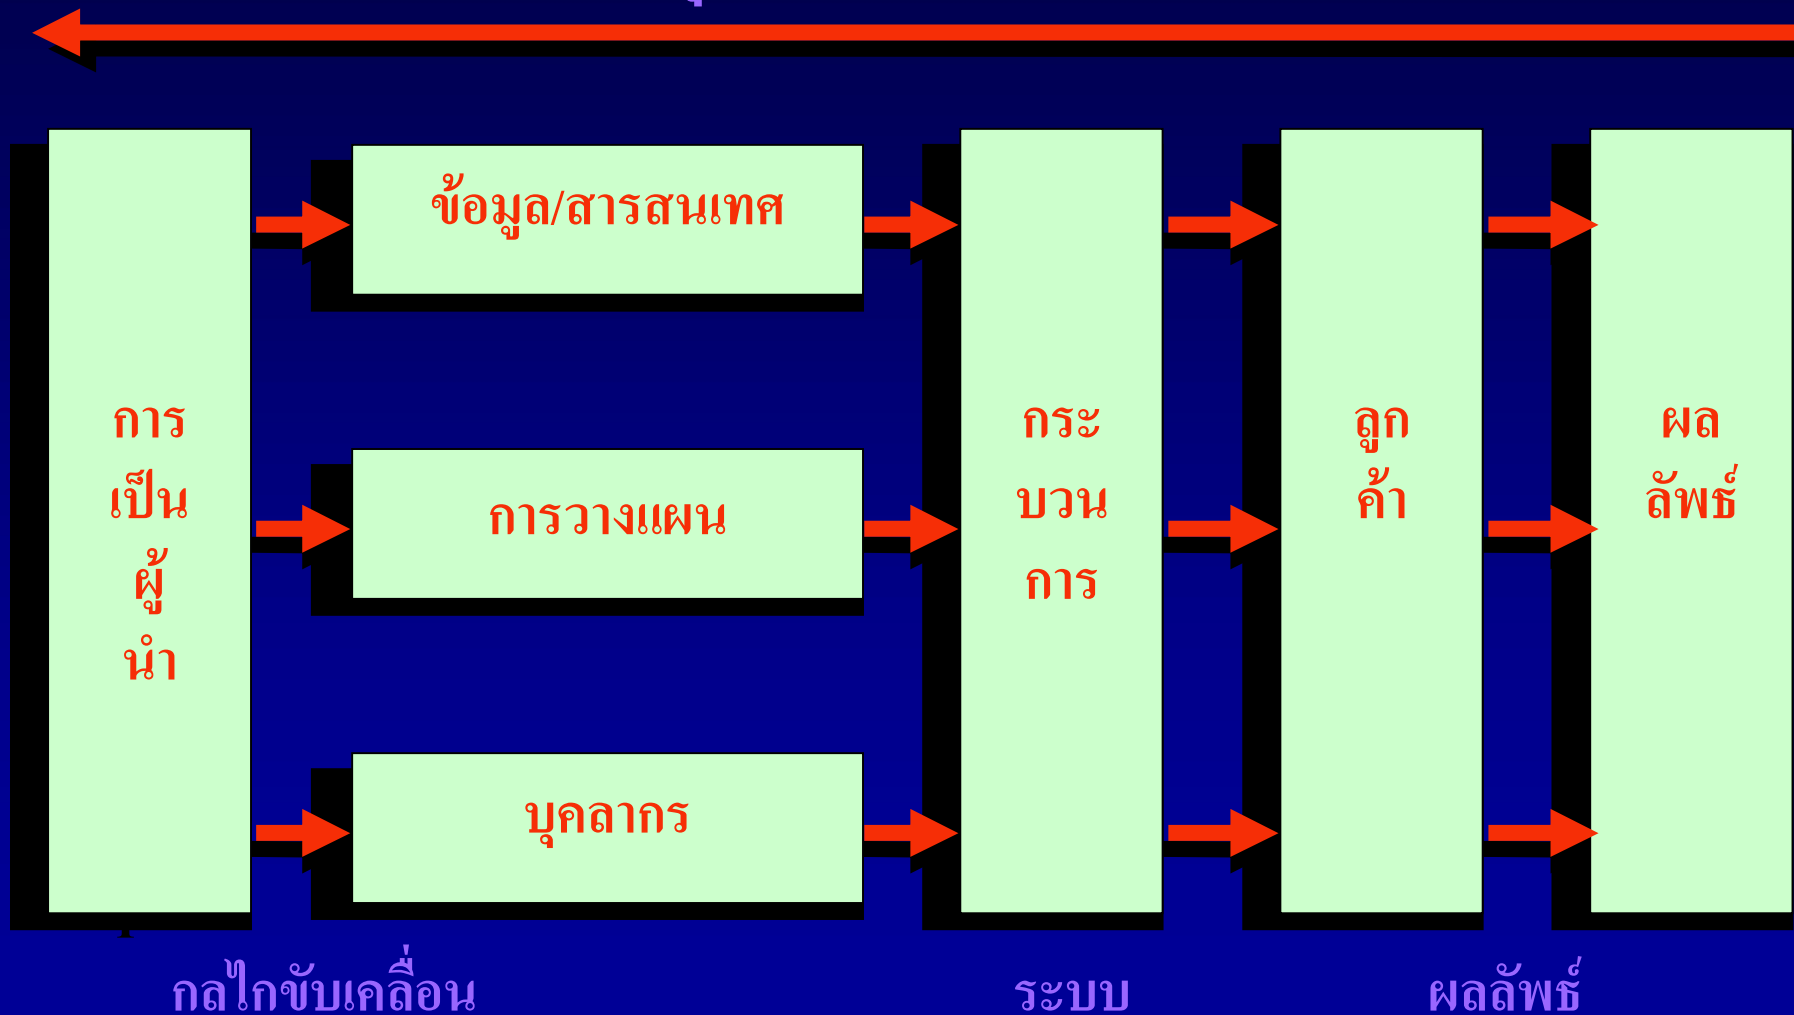 ข้อมูล/สารสนเทศ
การ
เป็น
ผู้
นำ
การวางแผน
บุคลากร
กระ
บวน
การ
ลูก
ค้า
ผล
ลัพธ์
กลไกขับเคลื่อน
ระบบ
ผลลัพธ์